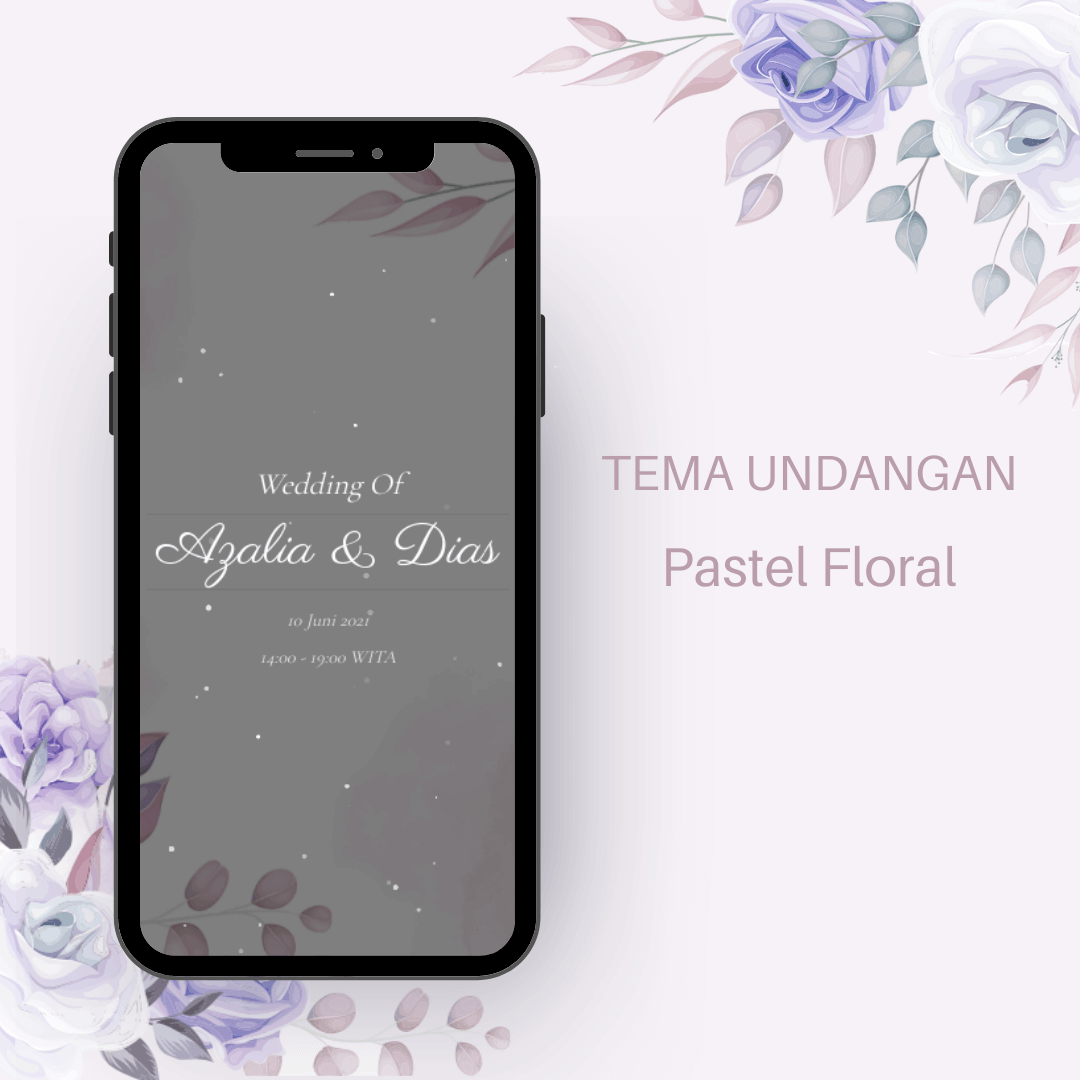 Wedding Of
Azalia & Dias
10 Juni 2021
14:00 - 19:00 WITA
TEMA UNDANGAN
Pastel Floral